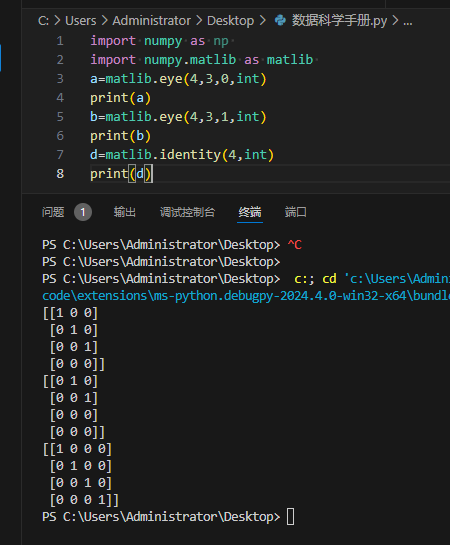 C: > Users > Administrator > Desktop > 数据科学手册.py > ...
1 import numpy as np
2 import numpy.matlib as matlib
3 a=matlib.eye(4,3,0,int)
4 print(a)
5 b=matlib.eye(4,3,1,int)
6 print(b)
7 d=matlib.identity(4,int)
8 print(d)
问题 1 输出 调试控制台 终端 端口
PS C:\Users\Administrator\Desktop> ^C
PS C:\Users\Administrator\Desktop>
PS C:\Users\Administrator\Desktop> c:; cd 'c:\Users\Admin
code\extensions\ms-python.debugpy-2024.4.0-win32-x64\bundle
[[1 0 0]
[0 1 0]
[0 0 1]
[0 0 0]]
[[0 1 0]
[0 0 1]
[0 0 0]
[0 0 0]]
[[1 0 0 0]
[0 1 0 0]
[0 0 1 0]
[0 0 0 1]]
PS C:\Users\Administrator\Desktop>